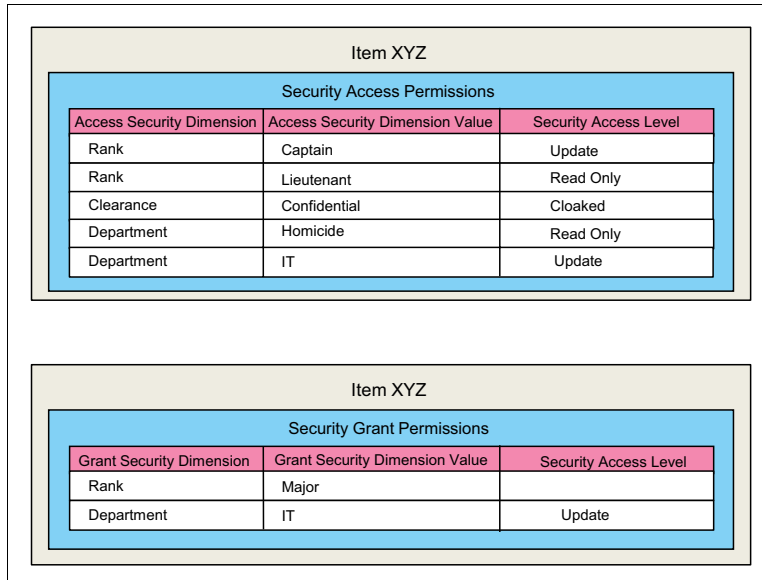 Item XYZ
Security Access Permissions
Access Security Dimension Access Security Dimension Value Security Access Level
Rank Captain Update
Rank Lieutenant Read Only
Clearance Confidential Cloaked
Department Homicide Read Only
Department IT Update
Item XYZ
Security Grant Permissions
Grant Security Dimension Grant Security Dimension Value Security Access Level
Rank Major
Department IT Update